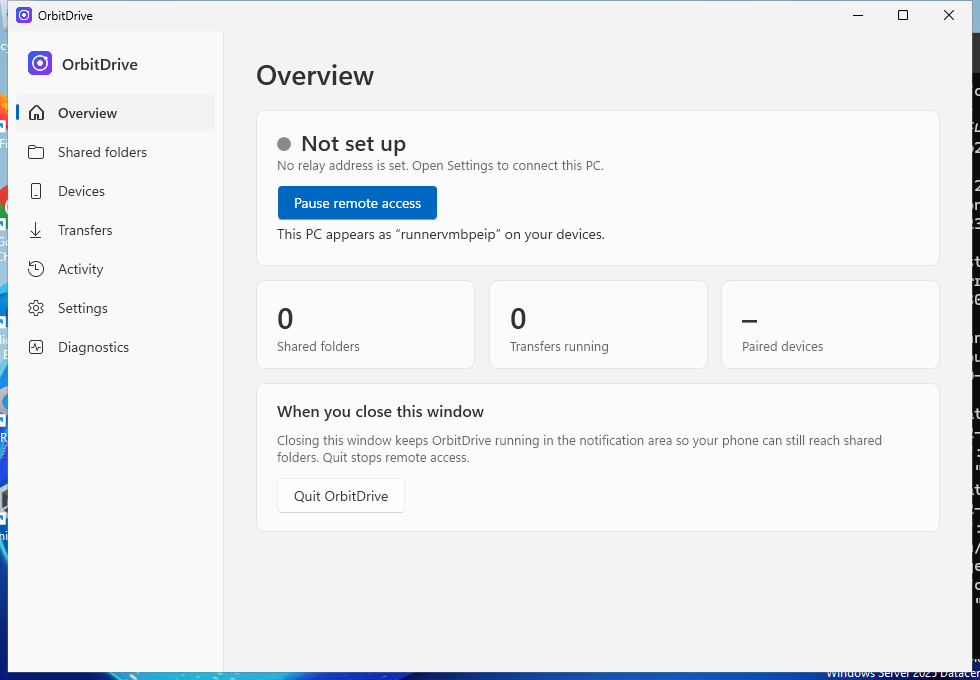 OrbitDrive
OrbitDrive
Overview
Shared folders
Devices
Transfers
Activity
Settings
Diagnostics
Overview
Not set up
No relay address is set. Open Settings to connect this PC.
Pause remote access
This PC appears as “runnervmbpeip” on your devices.
0
Shared folders
0
Transfers running
–
Paired devices
When you close this window
Closing this window keeps OrbitDrive running in the notification area so your phone can still reach shared
folders. Quit stops remote access.
Quit OrbitDrive
Windows Server 2025 Datacen